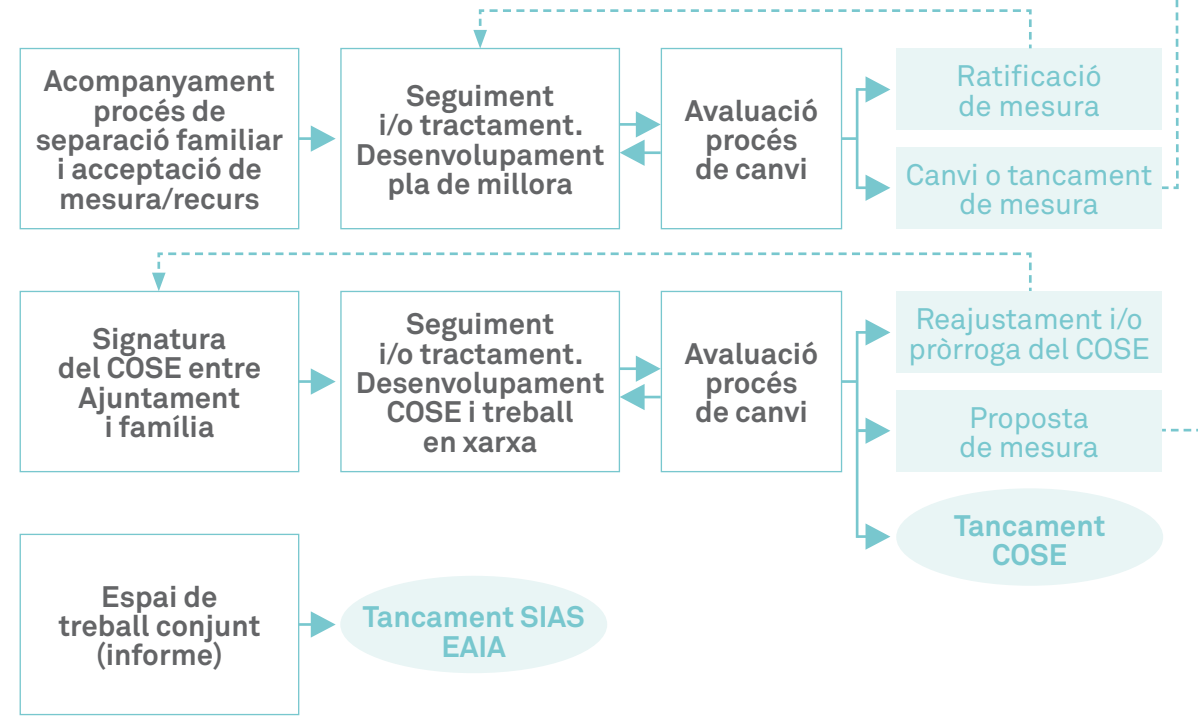 Acompanyament
procés de
separació familiar
i acceptació de
mesura/recurs
Seguiment
i/o tractament.
Desenvolupament
pla de millora
Avaluació
procés
de canvi
Ratificació
de mesura
Canvi o tancament
de mesura
Signatura
del COSE entre
Ajuntament
i família
Seguiment
i/o tractament.
Desenvolupament
COSE i treball
en xarxa
Avaluació
procés
de canvi
Reajustament i/o
pròrroga del COSE
Proposta
de mesura
Tancament
COSE
Espai de
treball conjunt
(informe)
Tancament SIAS
EAIA